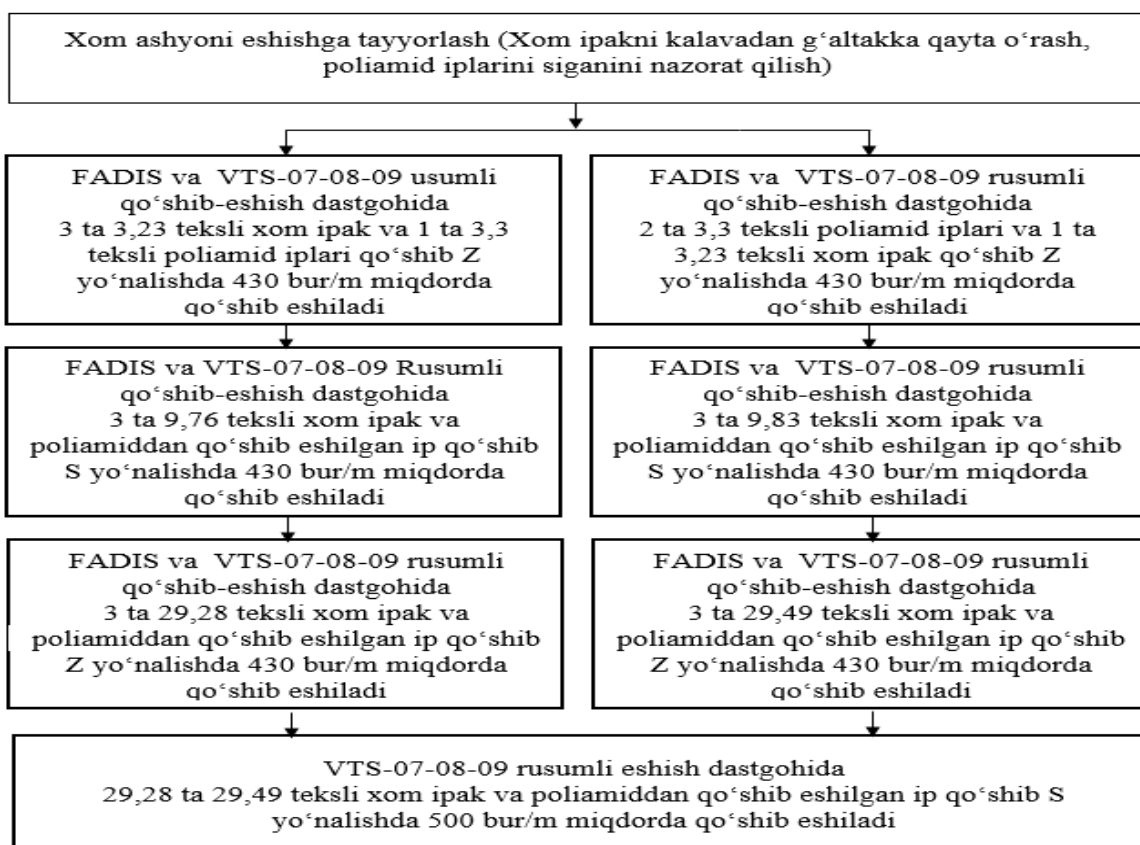 Xom ashyoni eshishga tayyorlash (Xom ipakni kalavadan g‘altakka qayta o‘rash,
poliamid iplarini siganini nazorat qilish)
FADIS va VTS-07-08-09 usumli
qo‘shib-eshish dastgohida
3 ta 3,23 teksli xom ipak va 1 ta 3,3
teksli poliamid iplari qo‘shib Z
yo‘nalishda 430 bur/m miqdorda
qo‘shib eshiladi
FADIS va VTS-07-08-09 rusumli
qo‘shib-eshish dastgohida
2 ta 3,3 teksli poliamid iplari va 1 ta
3,23 teksli xom ipak qo‘shib Z
yo‘nalishda 430 bur/m miqdorda
qo‘shib eshiladi
FADIS va VTS-07-08-09 Rusumli
qo‘shib-eshish dastgohida
3 ta 9,76 teksli xom ipak va
poliamiddan qo‘shib eshilgan ip qo‘shib
S yo‘nalishda 430 bur/m miqdorda
qo‘shib eshiladi
FADIS va VTS-07-08-09 rusumli
qo‘shib-eshish dastgohida
3 ta 9,83 teksli xom ipak va
poliamiddan qo‘shib eshilgan ip qo‘shib
S yo‘nalishda 430 bur/m miqdorda
qo‘shib eshiladi
FADIS va VTS-07-08-09 rusumli
qo‘shib-eshish dastgohida
3 ta 29,28 teksli xom ipak va
poliamiddan qo‘shib eshilgan ip qo‘shib
Z yo‘nalishda 430 bur/m miqdorda
qo‘shib eshiladi
FADIS va VTS-07-08-09 rusumli
qo‘shib-eshish dastgohida
3 ta 29,49 teksli xom ipak va
poliamiddan qo‘shib eshilgan ip qo‘shib
Z yo‘nalishda 430 bur/m miqdorda
qo‘shib eshiladi
VTS-07-08-09 rusumli eshish dastgohida
29,28 ta 29,49 teksli xom ipak va poliamiddan qo‘shib eshilgan ip qo‘shib S
yo‘nalishda 500 bur/m miqdorda qo‘shib eshiladi